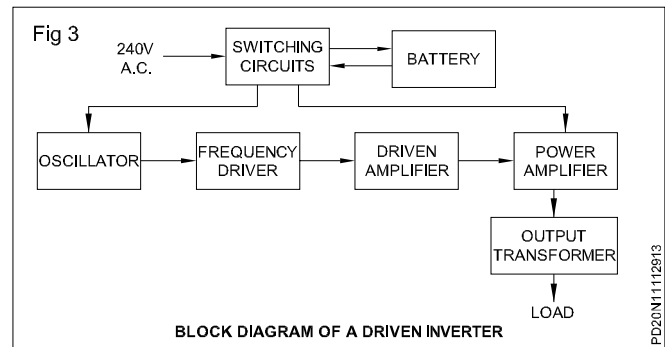 Fig 3
240V
A.C.
SWITCHING
CIRCUITS
BATTERY
OSCILLATOR
FREQUENCY
DRIVER
DRIVEN
AMPLIFIER
POWER
AMPLIFIER
OUTPUT
TRANSFORMER
LOAD
BLOCK DIAGRAM OF A DRIVEN INVERTER
PD20N11112913